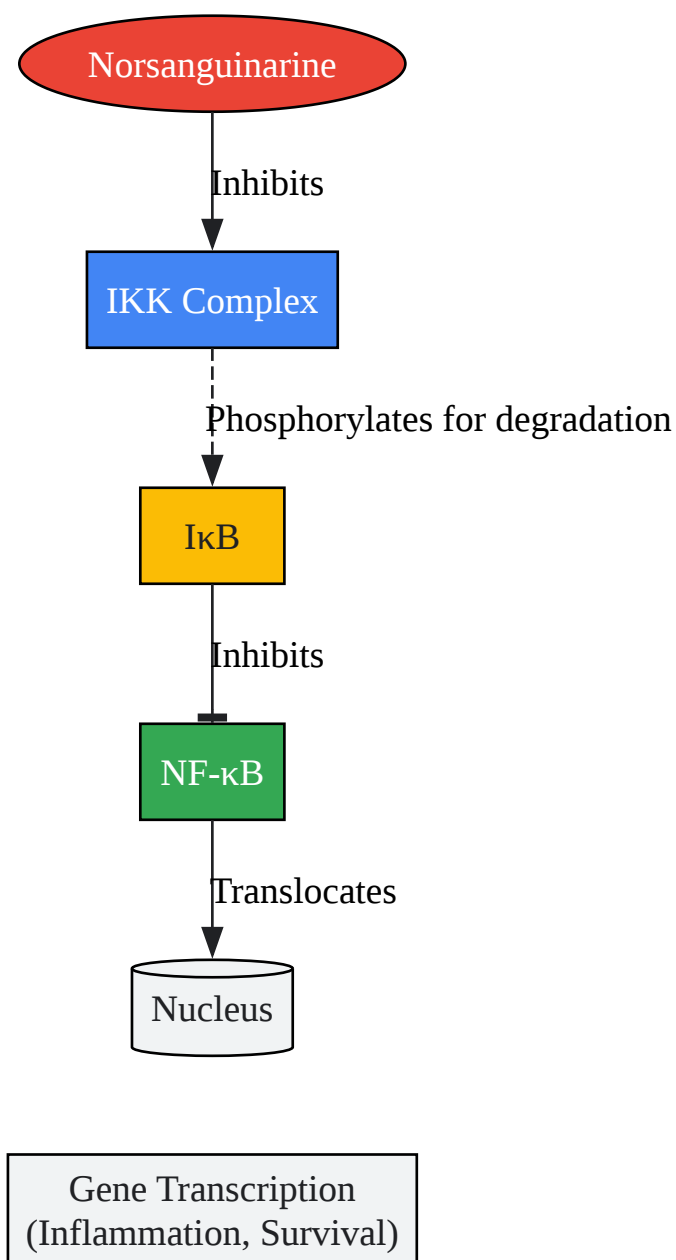 Norsanguinarine
Inhibits
IKK Complex
Phosphorylates for degradation
IκB
Inhibits
NF-κB
Translocates
Nucleus
Gene Transcription
(Inflammation, Survival)